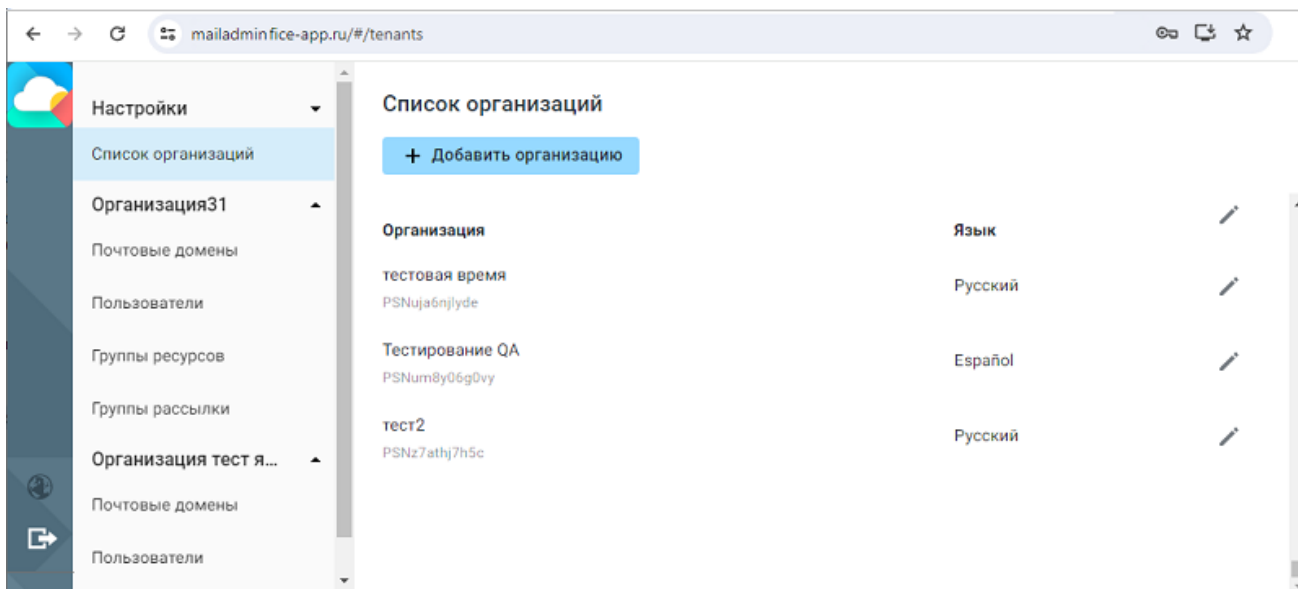 mailadminfice-app.ru/#/tenants
Настройки
Список организаций
Организация31
Почтовые домены
Пользователи
Группы ресурсов
Группы рассылки
Организация тест я...
Почтовые домены
Пользователи
Список организаций
+ Добавить организацию
Организация Язык
тестовая время Русский
PSNuja6njlyde
Тестирование QA Español
PSNum8y06g0vy
тест2 Русский
PSNz7athj7h5c